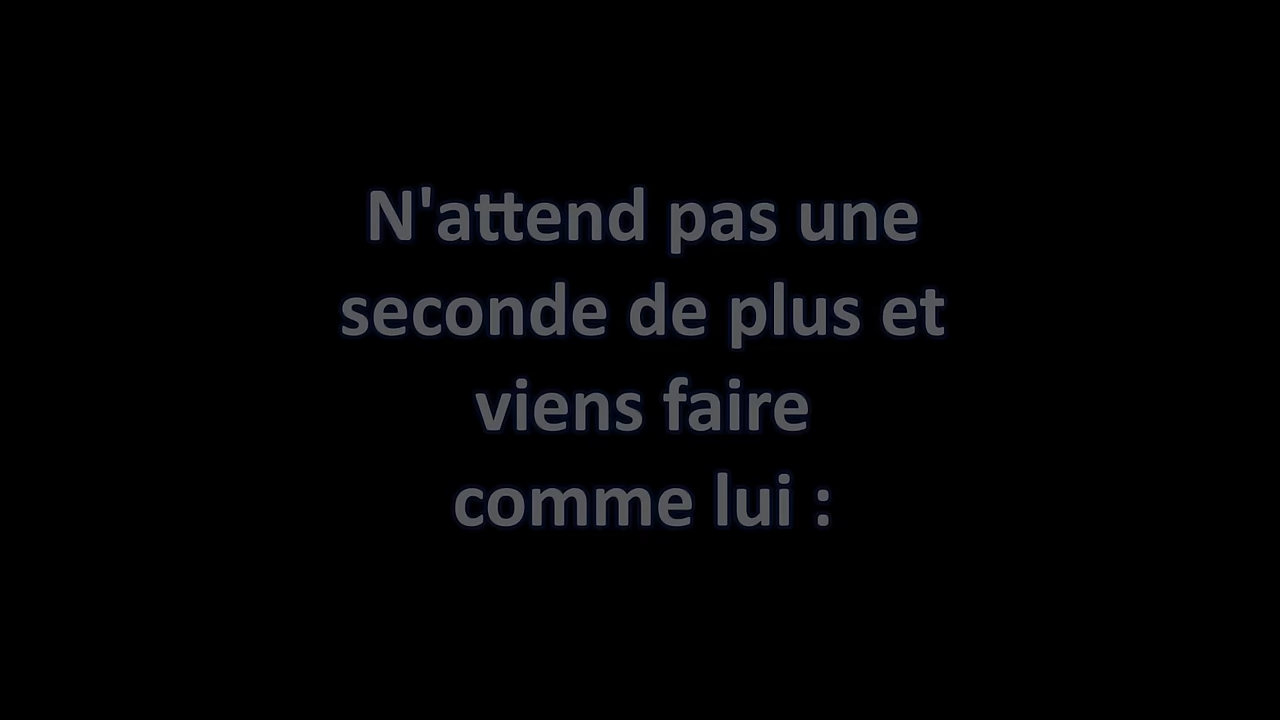 N'attend pas une
seconde de plus et
viens faire
comme lui :